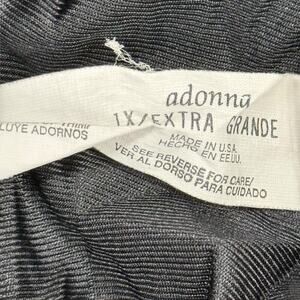 adonna
1X/EXTRA GRANDE
MADE IN U.S.A.
HECHO EN EE.UU.
SEE REVERSE FOR CARE/
VER AL DORSO PARA CUIDADO
LUYE ADORNOS